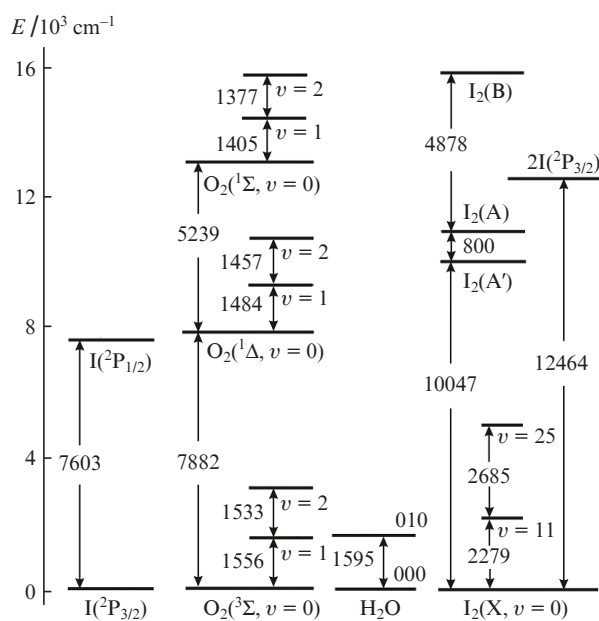 E /10³ cm⁻¹
16
12
8
4
0
I(²P₁/₂)
7603
I(²P₃/₂)
1377
υ = 2
1405
υ = 1
O₂(¹Σ, υ = 0)
5239
1457
υ = 2
1484
υ = 1
O₂(¹Δ, υ = 0)
7882
1533
υ = 2
1556
υ = 1
O₂(³Σ, υ = 0)
010
1595
000
H₂O
I₂(B)
4878
2I(²P₃/₂)
I₂(A)
800
I₂(A′)
10047
12464
υ = 25
2685
υ = 11
2279
I₂(X, υ = 0)